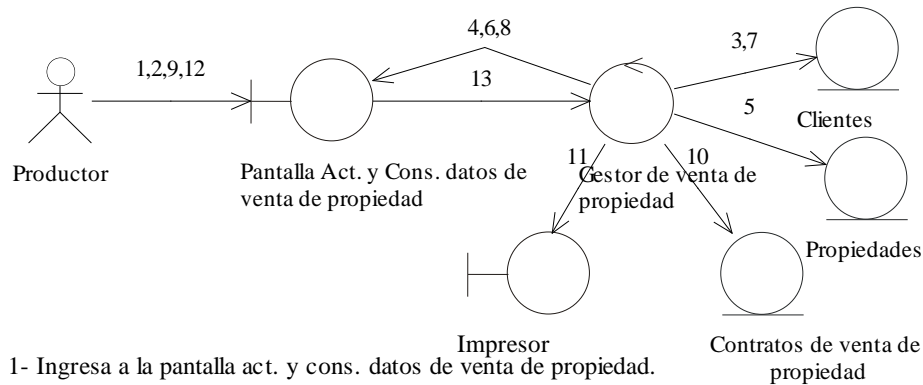 4,6,8
3,7
1,2,9,12
13
5
Clientes
11
10
Productor
Pantalla Act. y Cons. datos de
venta de propiedad
Gestor de venta de
propiedad
Propiedades
Impresor
Contratos de venta de
propiedad
1- Ingresa a la pantalla act. y cons. datos de venta de propiedad.